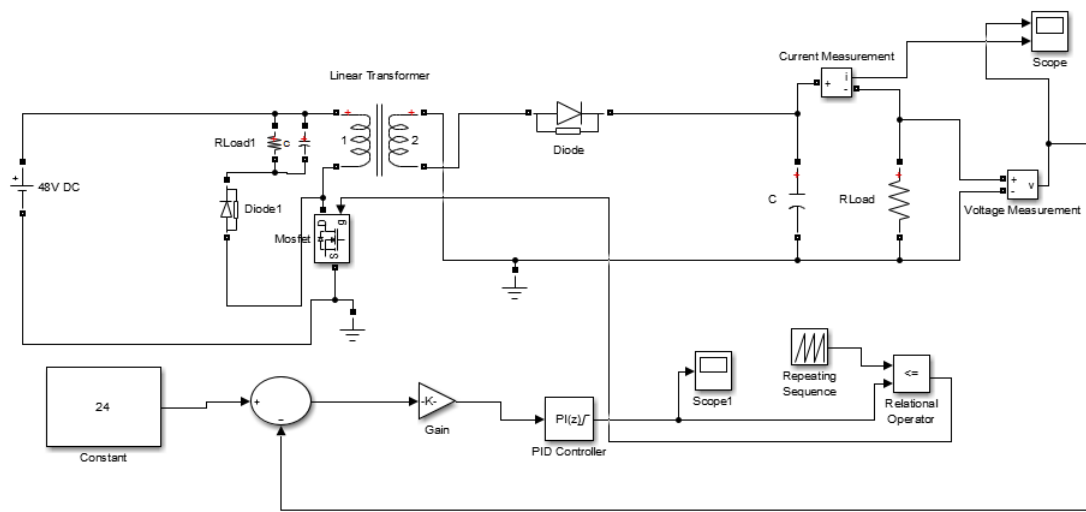 Linear Transformer
Current Measurement
i
+
-
Scope
RLoad1
c
1
2
+
+
+
+
Diode
48V DC
+
Diode1
D
g
S
Mosfet
C
+
RLoad
+
+
-
v
Voltage Measurement
24
Constant
+
-
-K-
Gain
PI(z)
PID Controller
Scope1
Repeating
Sequence
<=
Relational
Operator